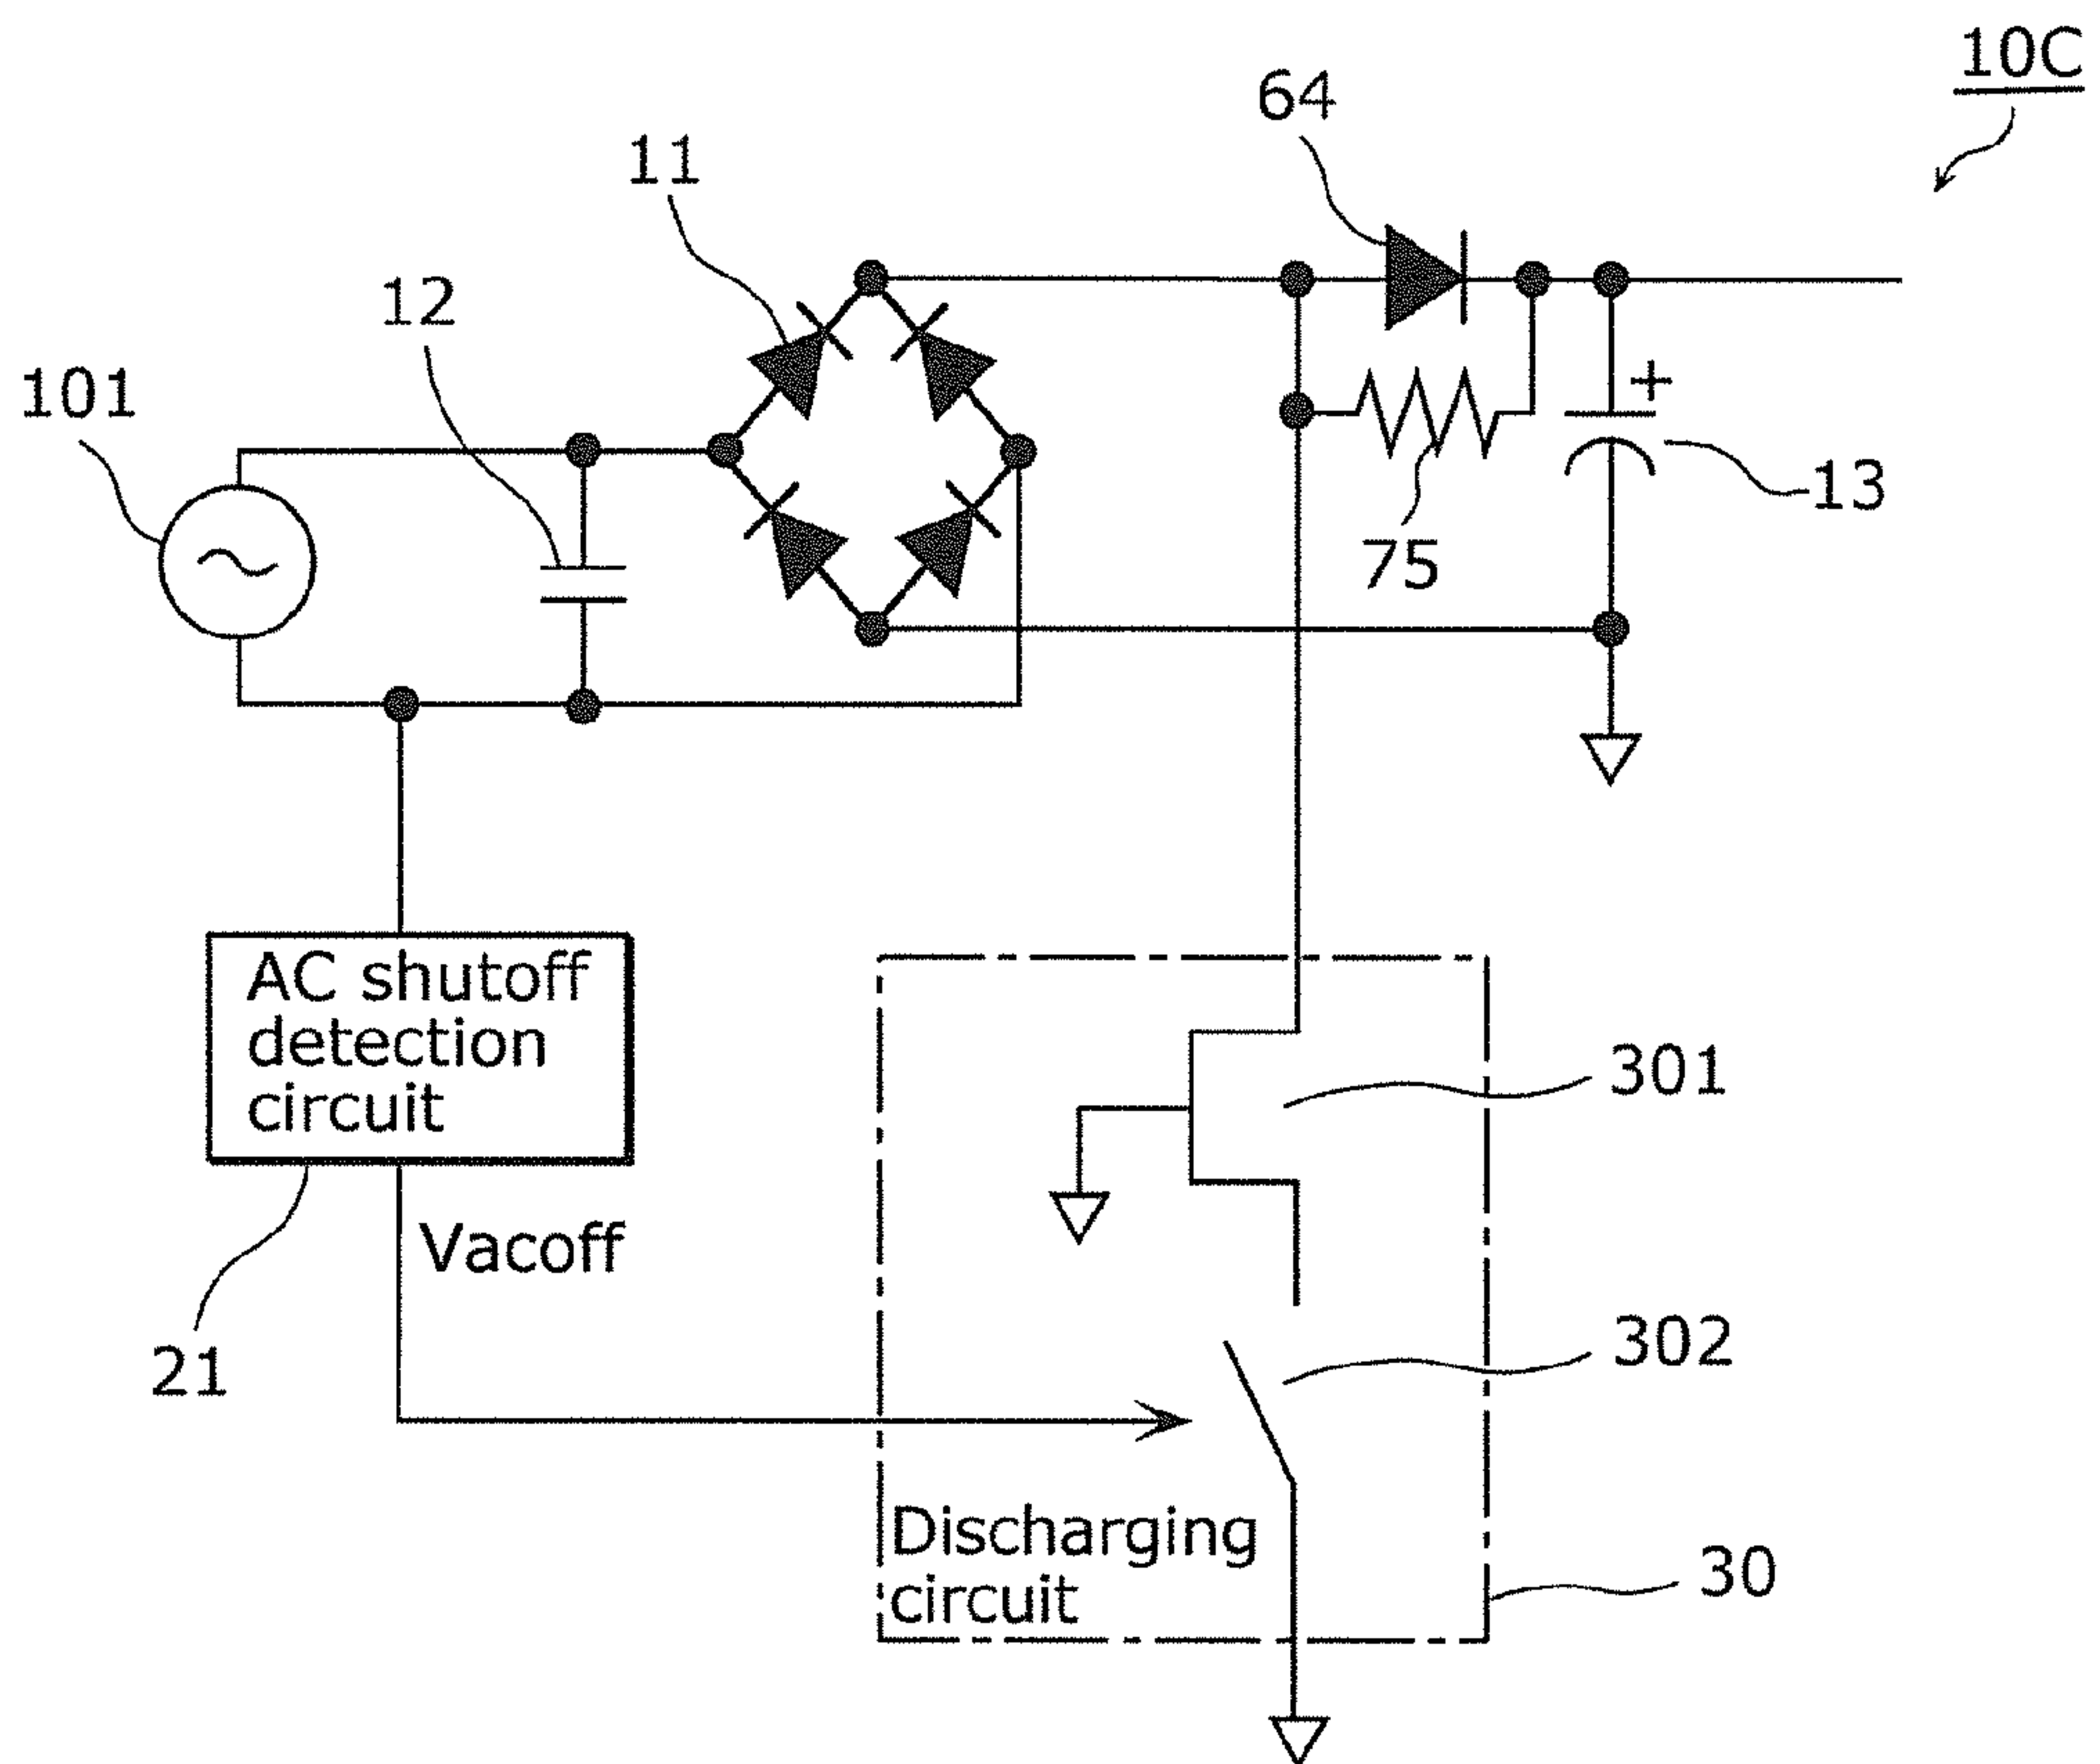 10C
64
11
12
101
+
13
75
AC shutoff
detection
circuit
301
Vacoff
302
21
Discharging
circuit
30